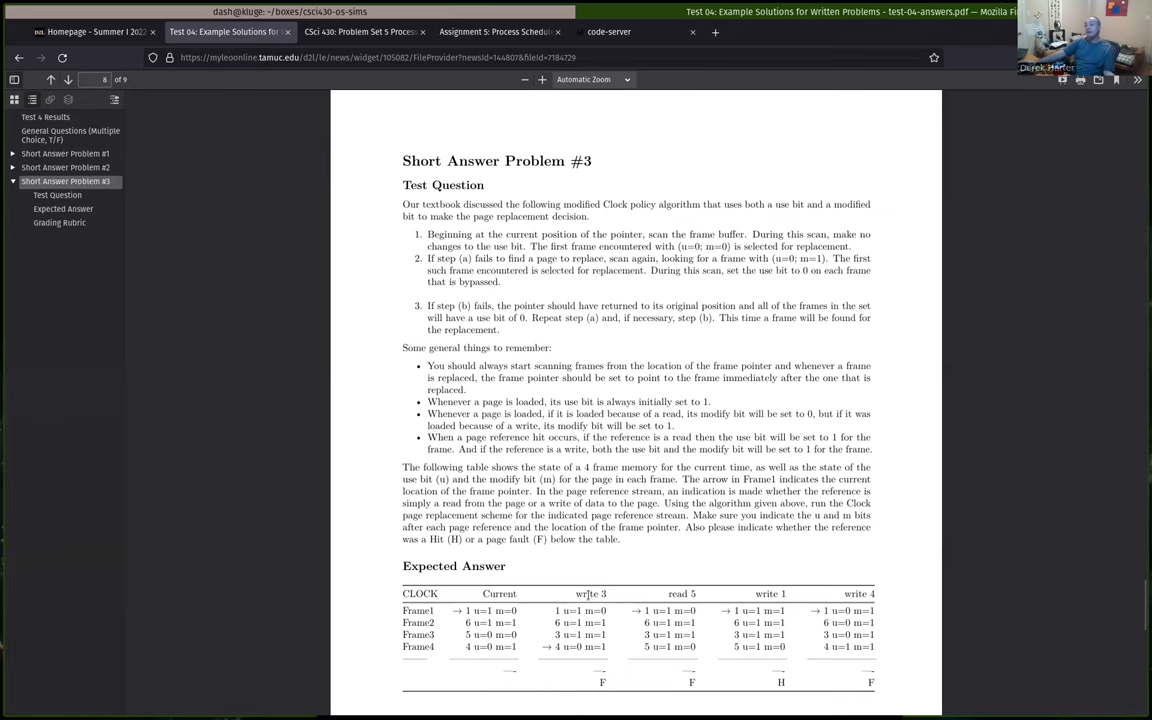 dash@kluge: ~/boxes/csci430-os-sims
Test 04: Example Solutions for Written Problems - test-04-answers.pdf — Mozilla Fi
Homepage - Summer I 2022
Test 04: Example Solutions for
CSci 430: Problem Set 5 Proces
Assignment 5: Process Schedul
code-server
https://myleoonline.tamuc.edu/d2l/le/news/widget/105082/FileProvider?newsId=144807&fileId=7184729
Derek Harter
8 of 9
Automatic Zoom
Test 4 Results
General Questions (Multiple
Choice, T/F)
Short Answer Problem #1
Short Answer Problem #2
Short Answer Problem #3
Test Question
Expected Answer
Grading Rubric
Short Answer Problem #3
Test Question
Our textbook discussed the following modified Clock policy algorithm that uses both a use bit and a modified
bit to make the page replacement decision.
1. Beginning at the current position of the pointer, scan the frame buffer. During this scan, make no
changes to the use bit. The first frame encountered with (u=0; m=0) is selected for replacement.
2. If step (a) fails to find a page to replace, scan again, looking for a frame with (u=0; m=1). The first
such frame encountered is selected for replacement. During this scan, set the use bit to 0 on each frame
that is bypassed.
3. If step (b) fails, the pointer should have returned to its original position and all of the frames in the set
will have a use bit of 0. Repeat step (a) and, if necessary, step (b). This time a frame will be found for
the replacement.
Some general things to remember:
• You should always start scanning frames from the location of the frame pointer and whenever a frame
is replaced, the frame pointer should be set to point to the frame immediately after the one that is
replaced.
• Whenever a page is loaded, its use bit is always initially set to 1.
• Whenever a page is loaded, if it is loaded because of a read, its modify bit will be set to 0, but if it was
loaded because of a write, its modify bit will be set to 1.
• When a page reference hit occurs, if the reference is a read then the use bit will be set to 1 for the
frame. And if the reference is a write, both the use bit and the modify bit will be set to 1 for the frame.
The following table shows the state of a 4 frame memory for the current time, as well as the state of the
use bit (u) and the modify bit (m) for the page in each frame. The arrow in Frame1 indicates the current
location of the frame pointer. In the page reference stream, an indication is made whether the reference is
simply a read from the page or a write of data to the page. Using the algorithm given above, run the Clock
page replacement scheme for the indicated page reference stream. Make sure you indicate the u and m bits
after each page reference and the location of the frame pointer. Also please indicate whether the reference
was a Hit (H) or a page fault (F) below the table.
Expected Answer
CLOCK Current write 3 read 5 write 1 write 4
Frame1 → 1 u=1 m=0 1 u=1 m=0 → 1 u=1 m=0 → 1 u=1 m=1 → 1 u=0 m=1
Frame2 6 u=1 m=1 6 u=1 m=1 6 u=1 m=1 6 u=1 m=1 6 u=0 m=1
Frame3 5 u=0 m=0 3 u=1 m=1 3 u=1 m=1 3 u=1 m=1 3 u=0 m=1
Frame4 4 u=0 m=1 → 4 u=0 m=1 5 u=1 m=0 5 u=1 m=0 4 u=1 m=1
F F H F